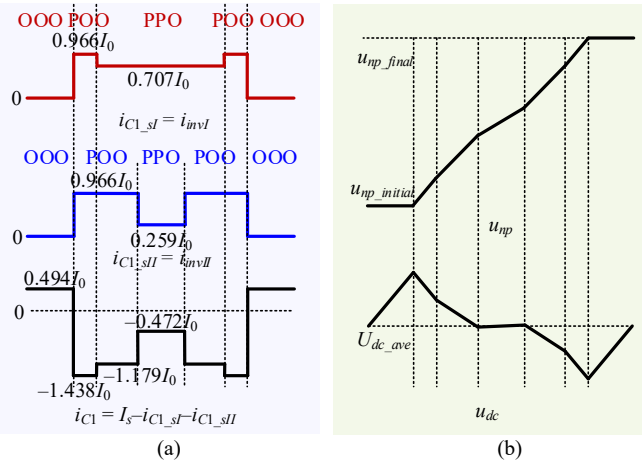 OOO POO PPO POO OOO
0.966I0
0.707I0
0
iC1_sI = iinvI
OOO POO PPO POO OOO
0.966I0
0
0.259I0
iC1_sII = iinvII
0.494I0
0
−0.472I0
−1.179I0
−1.438I0
iC1 = Is–iC1_sI–iC1_sII
(a)
unp_final
unp_initial
unp
Udc_ave
udc
(b)